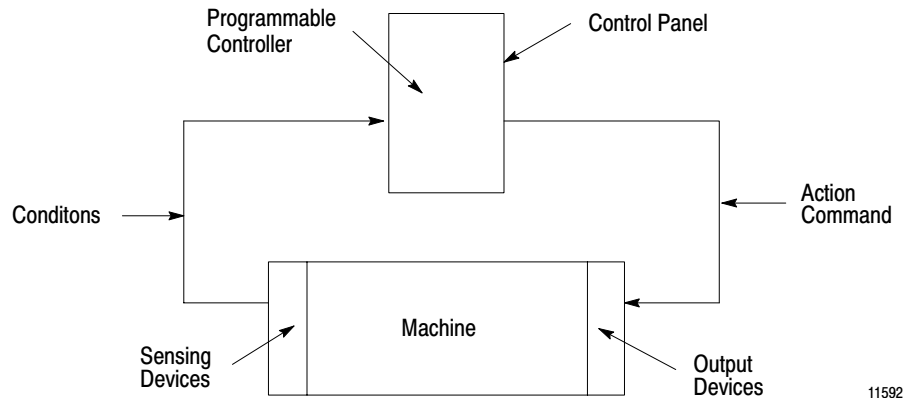 Programmable
Controller
Control Panel
Conditons
Action
Command
Machine
Sensing
Devices
Output
Devices
11592